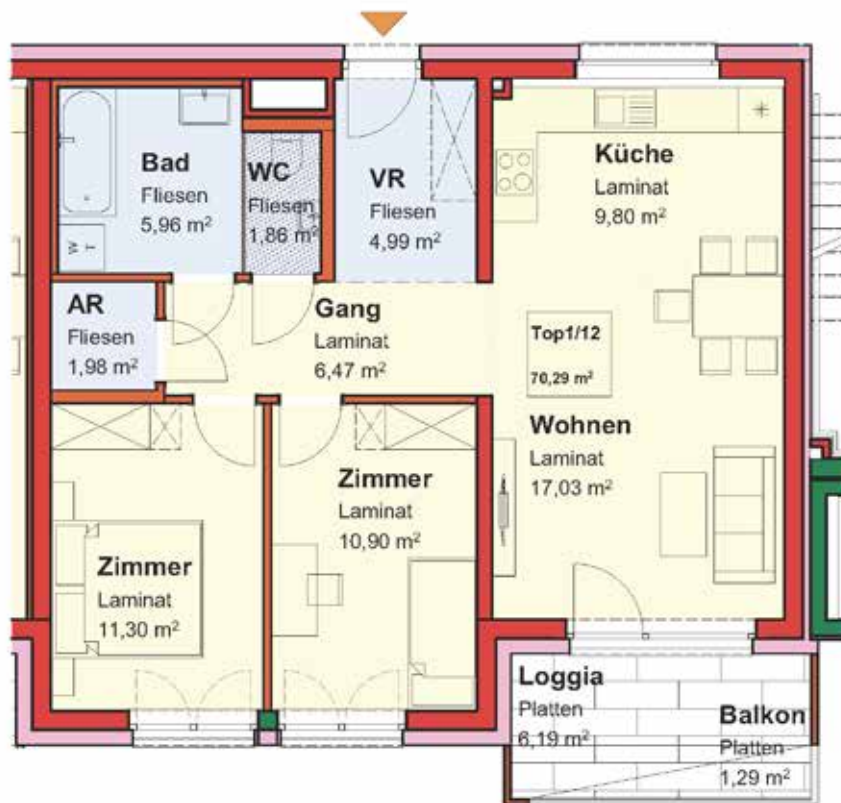 Bad
Fliesen
5,96 m²
WC
Fliesen
1,86 m²
VR
Fliesen
4,99 m²
Küche
Laminat
9,80 m²
W
T
AR
Fliesen
1,98 m²
Gang
Laminat
6,47 m²
Top1/12
70,29 m²
Wohnen
Laminat
17,03 m²
Zimmer
Laminat
10,90 m²
Zimmer
Laminat
11,30 m²
Loggia
Platten
6,19 m²
Balkon
Platten
1,29 m²